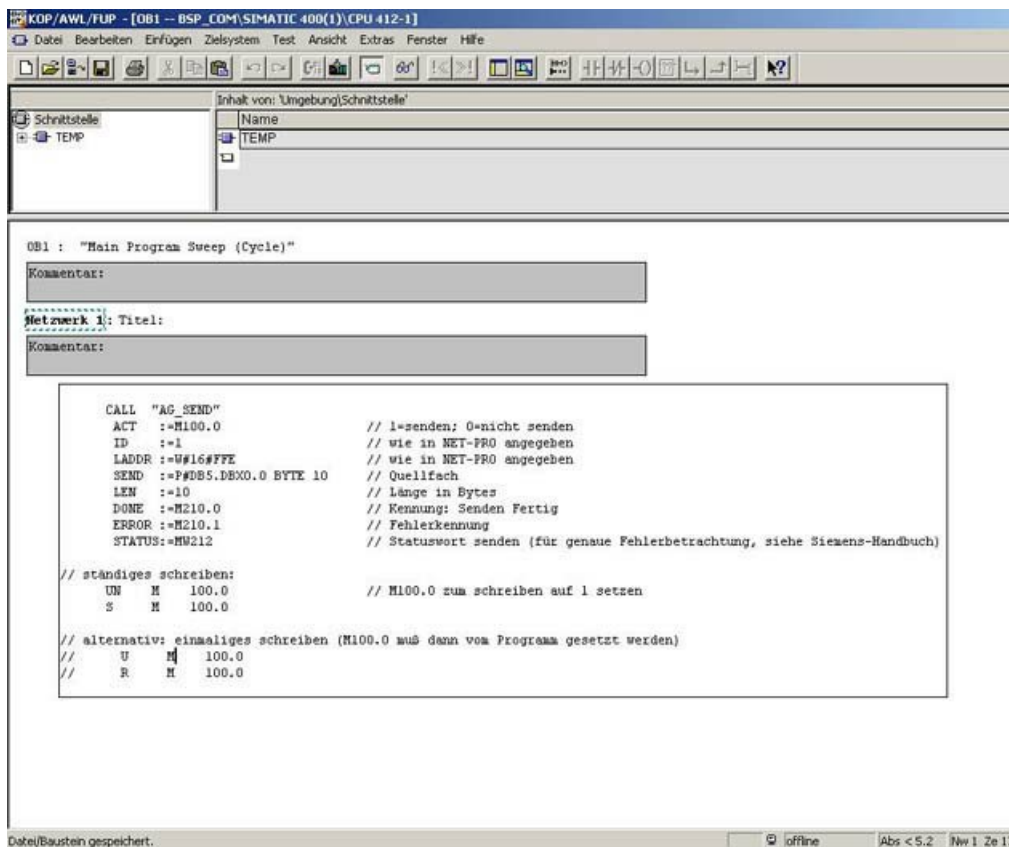 KOP/AWL/FUP - [OB1 -- BSP_COM\SIMATIC 400(1)\CPU 412-1]
Datei Bearbeiten Einfügen Zielsystem Test Ansicht Extras Fenster Hilfe
Inhalt von: 'Umgebung\Schnittstelle'
Schnittstelle
Name
TEMP
TEMP
OB1 : "Main Program Sweep (Cycle)"
Kommentar:
Netzwerk 1: Titel:
Kommentar:
CALL "AG_SEND"
ACT :=M100.0 // 1=senden; 0=nicht senden
ID :=1 // wie in NET-PRO angegeben
LADDR :=W#16#FFE // wie in NET-PRO angegeben
SEND :=P#DB5.DBX0.0 BYTE 10 // Quellfach
LEN :=10 // Länge in Bytes
DONE :=M210.0 // Kennung: Senden Fertig
ERROR :=M210.1 // Fehlerkennung
STATUS:=MW212 // Statuswort senden (für genaue Fehlerbetrachtung, siehe Siemens-Handbuch)
// ständiges schreiben:
UN M 100.0 // M100.0 zum schreiben auf 1 setzen
S M 100.0
// alternativ: einmaliges schreiben (M100.0 muß dann vom Programm gesetzt werden)
// U M 100.0
// R M 100.0
Datei/Baustein gespeichert.
offline
Abs < 5.2
Nw 1 Ze 1